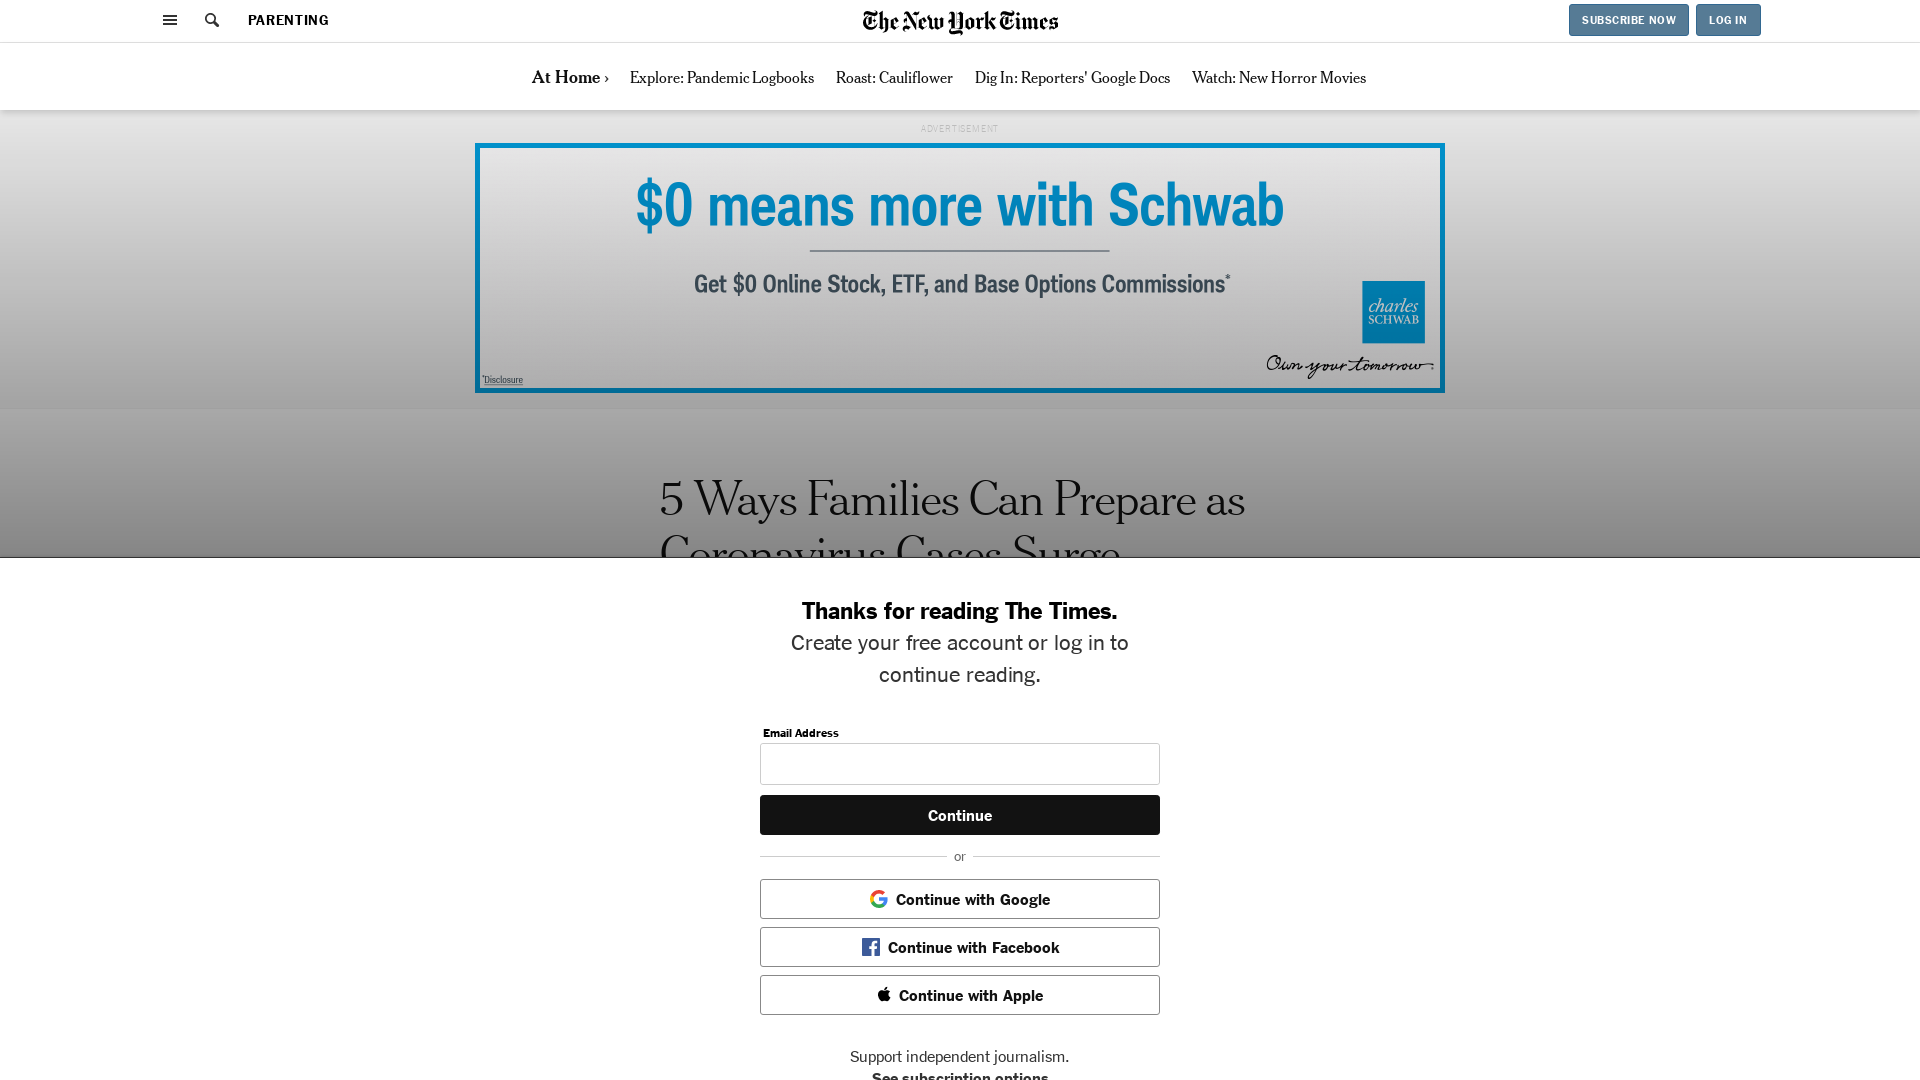 PARENTING
The New York Times
SUBSCRIBE NOW
LOG IN
At Home ›
Explore: Pandemic Logbooks
Roast: Cauliflower
Dig In: Reporters' Google Docs
Watch: New Horror Movies
ADVERTISEMENT
$0 means more with Schwab
Get $0 Online Stock, ETF, and Base Options Commissions*
charles
SCHWAB
Own your tomorrow.
*Disclosure
5 Ways Families Can Prepare as
Coronavirus Cases Surge
Thanks for reading The Times.
Create your free account or log in to
continue reading.
Email Address
Continue
or
Continue with Google
Continue with Facebook
Continue with Apple
Support independent journalism.
See subscription options